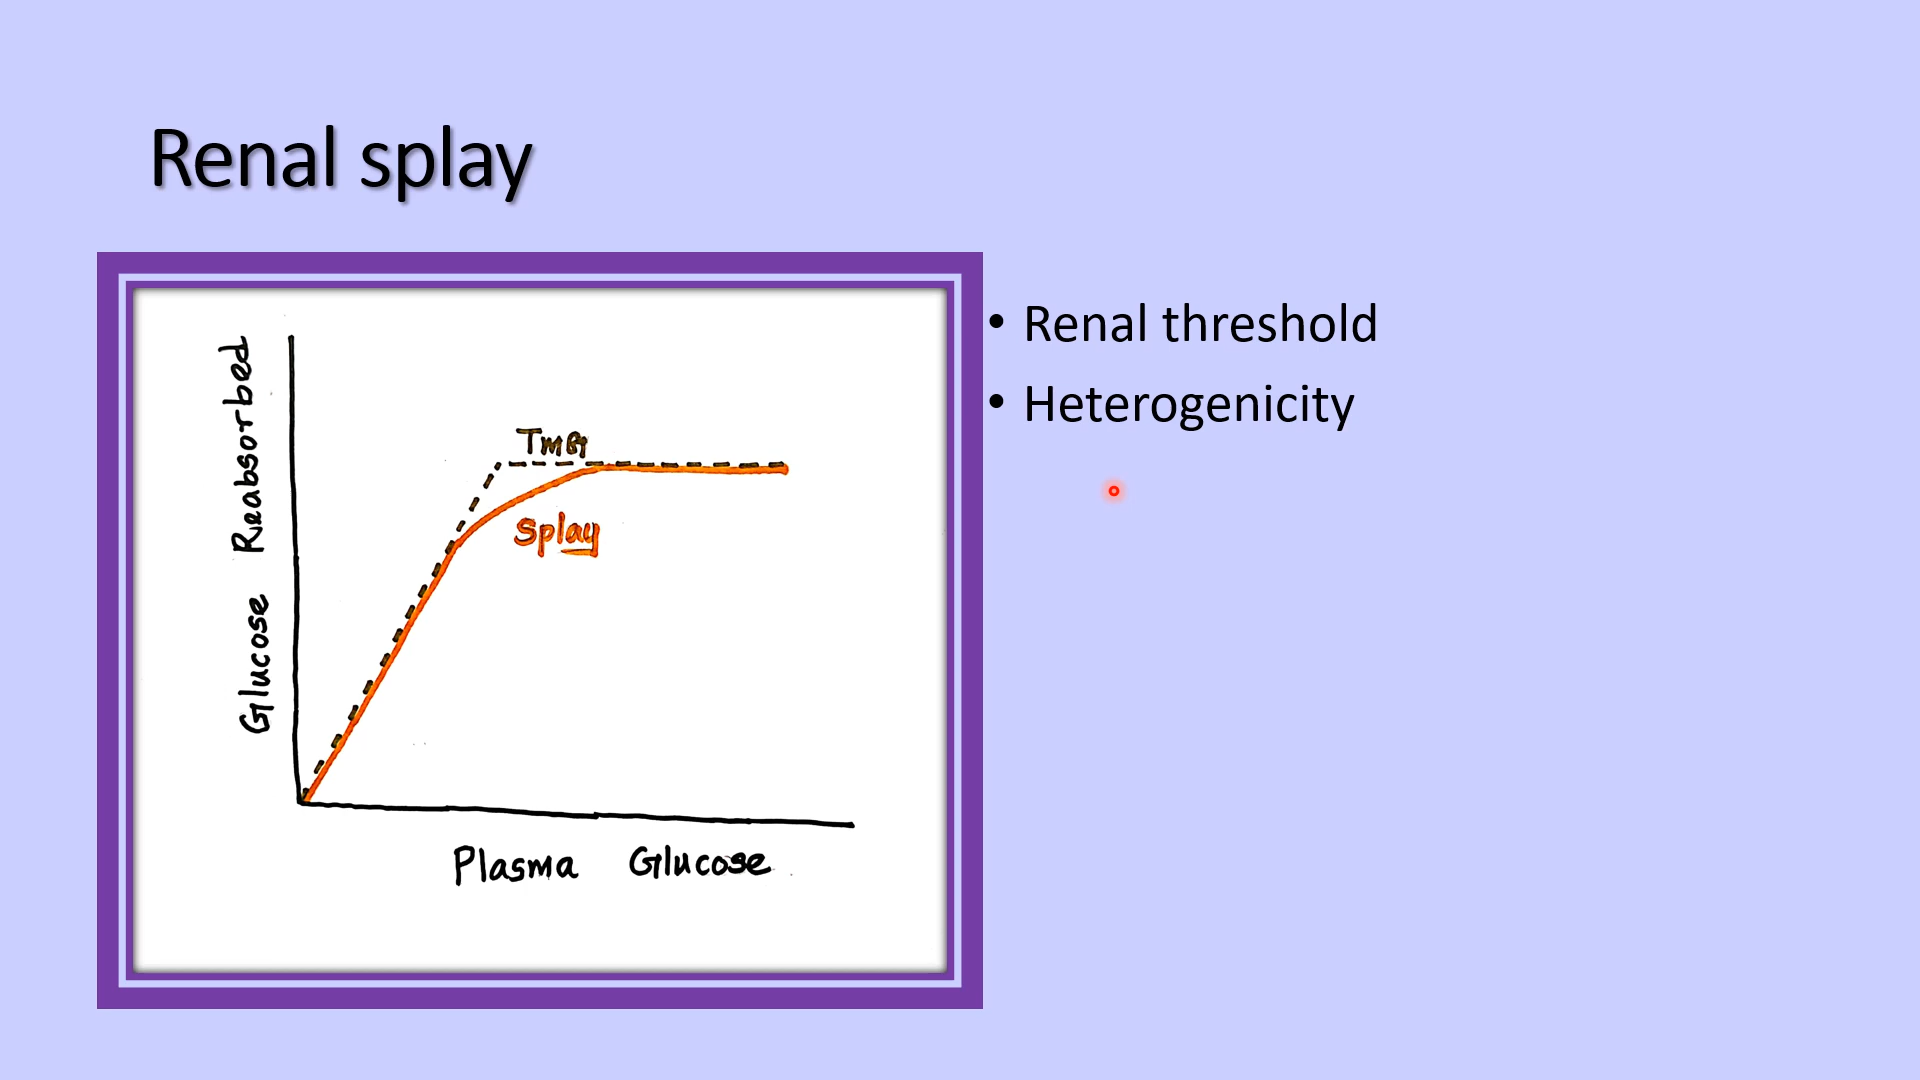 Renal splay
• Renal threshold
• Heterogenicity
Glucose Reabsorbed
TmG
Splay
Plasma Glucose